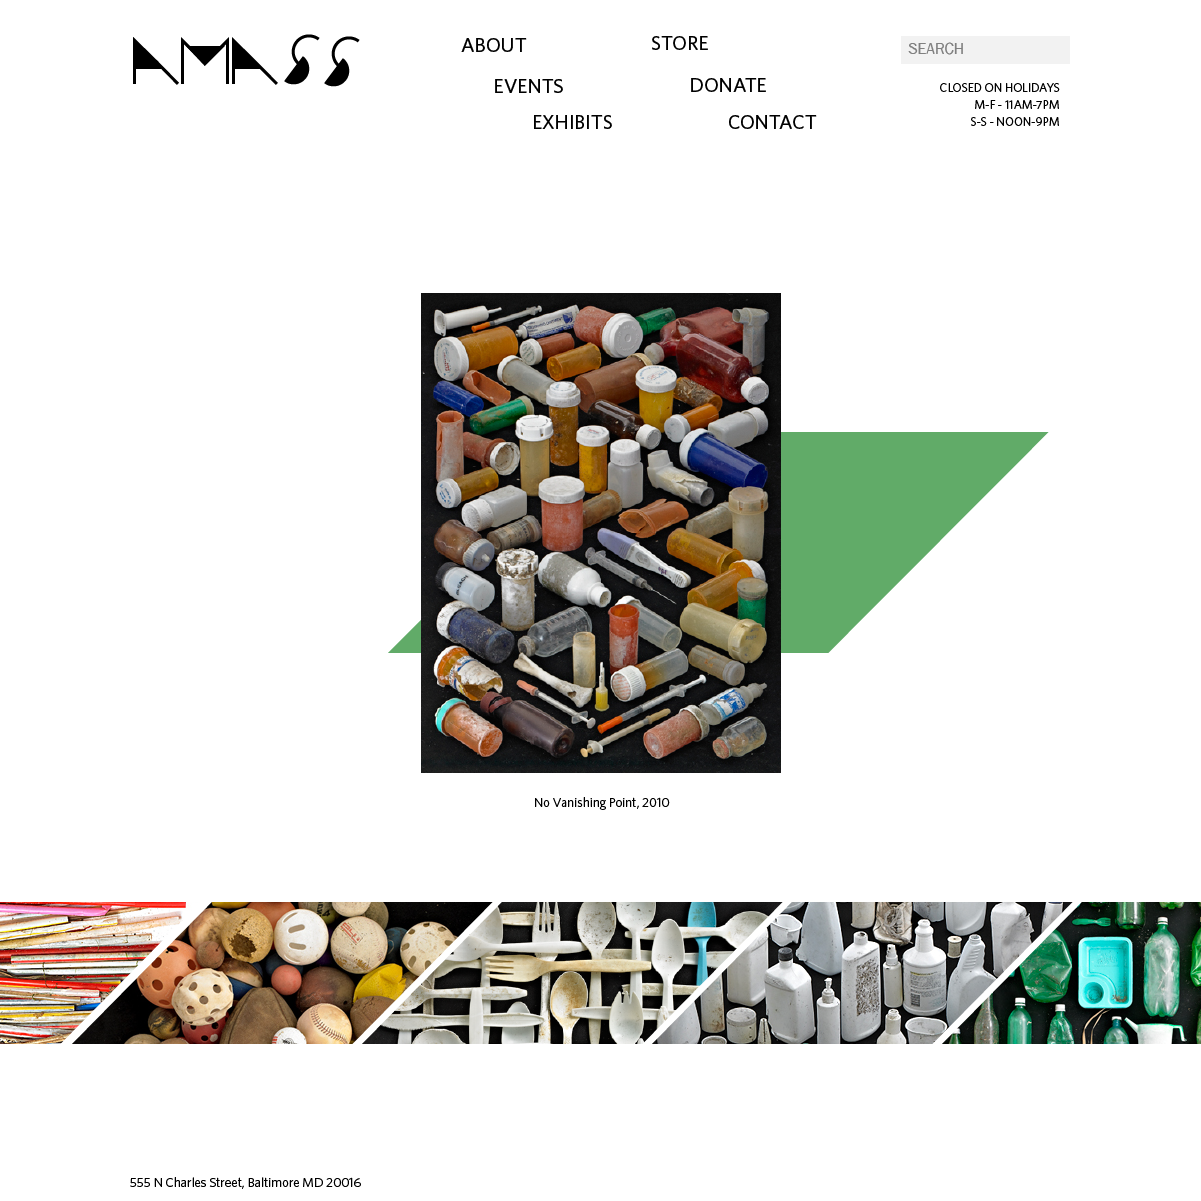 AMASS
ABOUT
EVENTS
EXHIBITS
STORE
DONATE
CONTACT
SEARCH
CLOSED ON HOLIDAYS
M-F - 11AM-7PM
S-S - NOON-9PM
No Vanishing Point, 2010
555 N Charles Street, Baltimore MD 20016